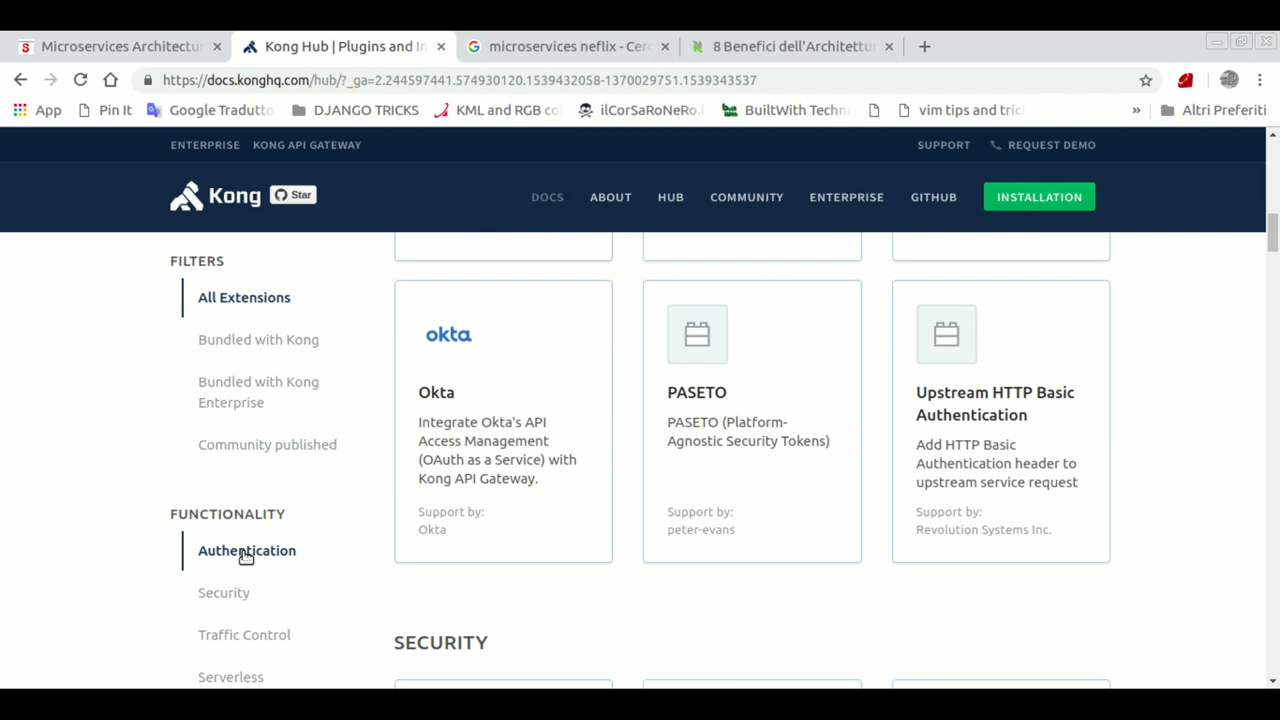 Microservices Architectur
Kong Hub | Plugins and In
microservices neflix - Cerc
8 Benefici dell'Architettur
https://docs.konghq.com/hub/?_ga=2.244597441.574930120.1539432058-1370029751.1539343537
App
Pin It
Google Tradutto
DJANGO TRICKS
KML and RGB co
ilCorSaRoNeRo.i
BuiltWith Techn
vim tips and tric
»
Altri Preferiti
ENTERPRISE
KONG API GATEWAY
SUPPORT
REQUEST DEMO
Kong
Star
DOCS
ABOUT
HUB
COMMUNITY
ENTERPRISE
GITHUB
INSTALLATION
FILTERS
All Extensions
Bundled with Kong
Bundled with Kong
Enterprise
Community published
FUNCTIONALITY
Authentication
Security
Traffic Control
Serverless
okta
Okta
Integrate Okta's API
Access Management
(OAuth as a Service) with
Kong API Gateway.
Support by:
Okta
PASETO
PASETO (Platform-
Agnostic Security Tokens)
Support by:
peter-evans
Upstream HTTP Basic
Authentication
Add HTTP Basic
Authentication header to
upstream service request
Support by:
Revolution Systems Inc.
SECURITY